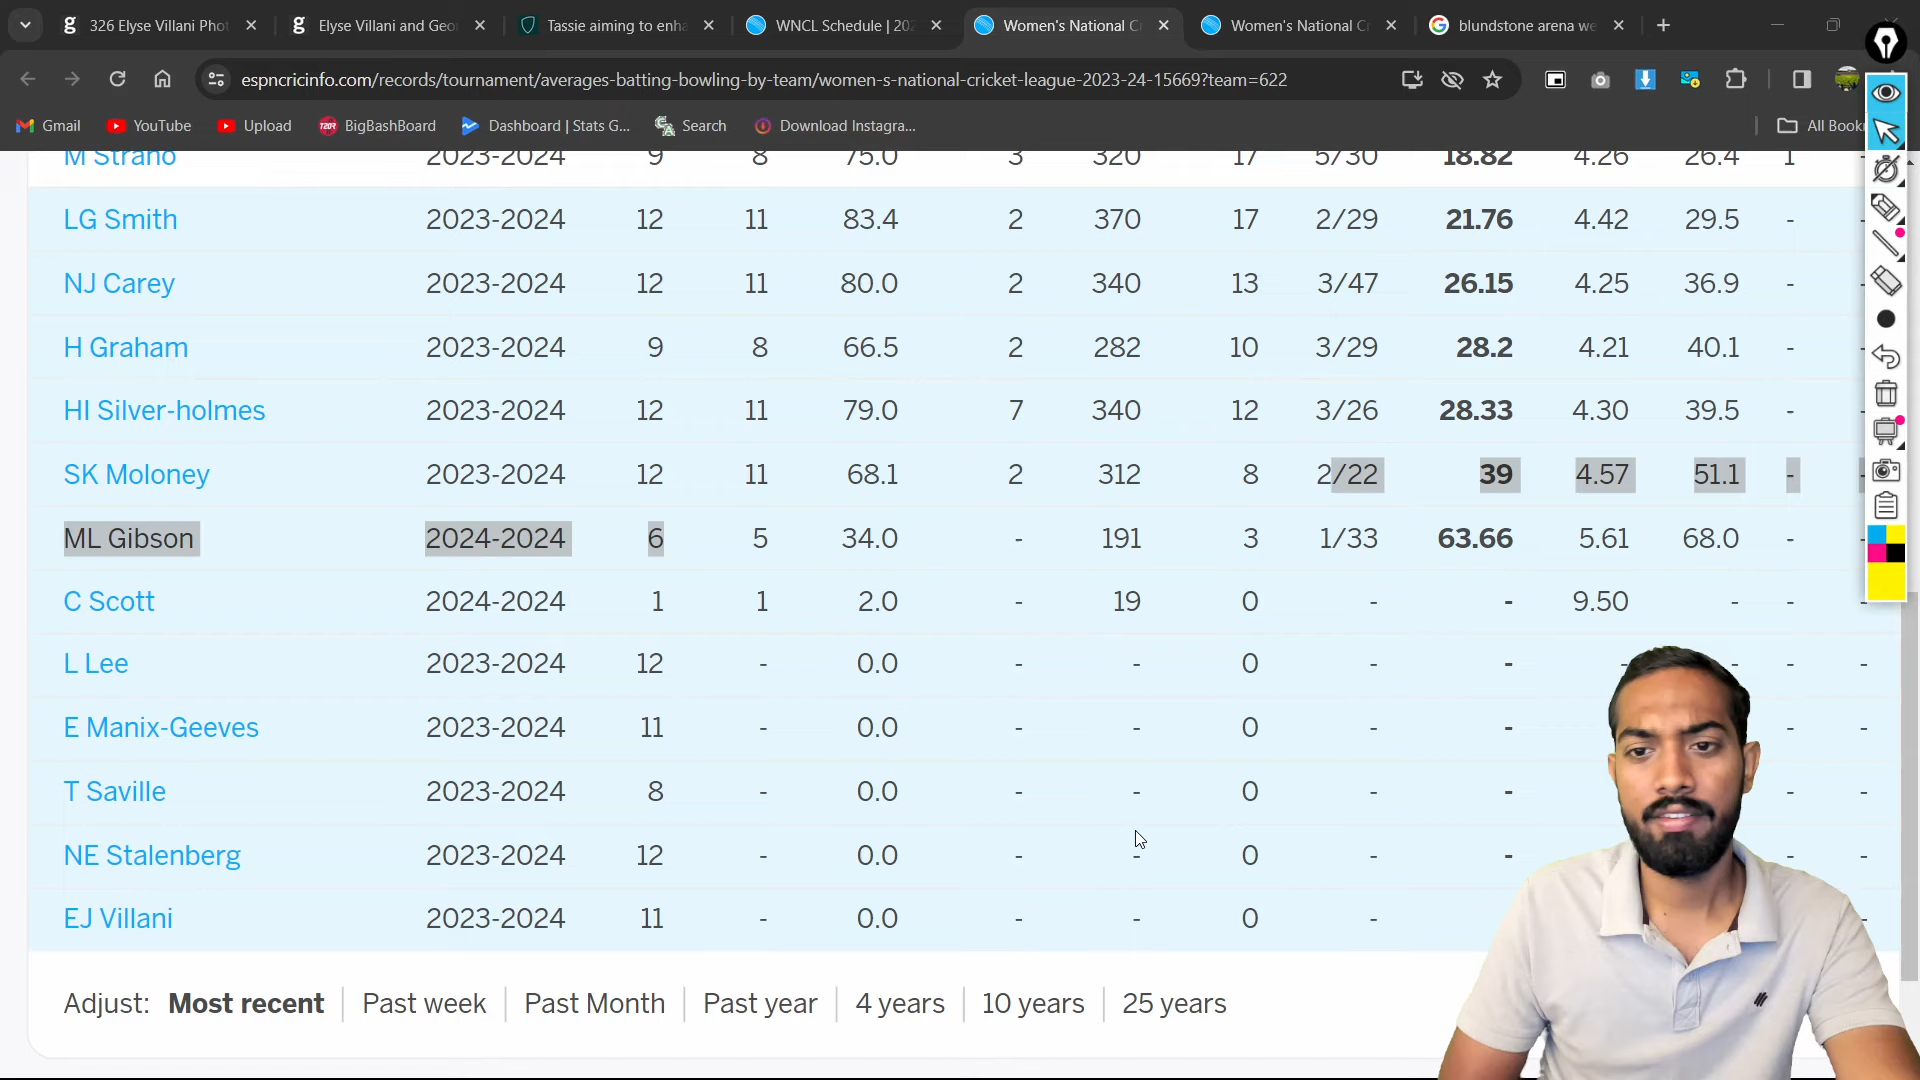 326 Elyse Villani Phot
Elyse Villani and Geo
Tassie aiming to enha
WNCL Schedule | 202
Women's National C
Women's National C
blundstone arena we
espncricinfo.com/records/tournament/averages-batting-bowling-by-team/women-s-national-cricket-league-2023-24-15669?team=622
Gmail YouTube Upload BigBashBoard Dashboard | Stats G... Search Download Instagra... All Book
M Strano 2023-2024 9 8 75.0 3 320 17 5/30 18.82 4.26 26.4 1 -
LG Smith 2023-2024 12 11 83.4 2 370 17 2/29 21.76 4.42 29.5 - -
NJ Carey 2023-2024 12 11 80.0 2 340 13 3/47 26.15 4.25 36.9 - -
H Graham 2023-2024 9 8 66.5 2 282 10 3/29 28.2 4.21 40.1 - -
HI Silver-holmes 2023-2024 12 11 79.0 7 340 12 3/26 28.33 4.30 39.5 - -
SK Moloney 2023-2024 12 11 68.1 2 312 8 2/22 39 4.57 51.1 - -
ML Gibson 2024-2024 6 5 34.0 - 191 3 1/33 63.66 5.61 68.0 - -
C Scott 2024-2024 1 1 2.0 - 19 0 - - 9.50 - - -
L Lee 2023-2024 12 - 0.0 - - 0 - - - - - -
E Manix-Geeves 2023-2024 11 - 0.0 - - 0 - - - -
T Saville 2023-2024 8 - 0.0 - - 0 - - - -
NE Stalenberg 2023-2024 12 - 0.0 - - 0 - - - -
EJ Villani 2023-2024 11 - 0.0 - - 0 - -
Adjust: Most recent | Past week | Past Month | Past year | 4 years | 10 years | 25 years